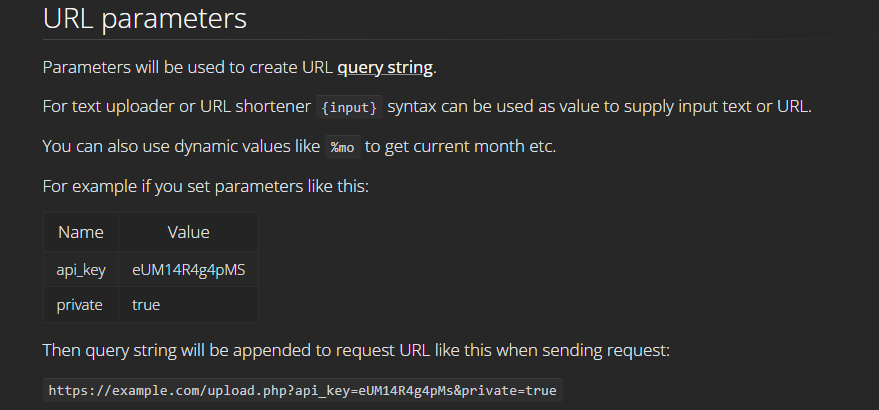 URL parameters
Parameters will be used to create URL query string.
For text uploader or URL shortener {input} syntax can be used as value to supply input text or URL.
You can also use dynamic values like %mo to get current month etc.
For example if you set parameters like this:
Name Value
api_key eUM14R4g4pMS
private true
Then query string will be appended to request URL like this when sending request:
https://example.com/upload.php?api_key=eUM14R4g4pMs&private=true